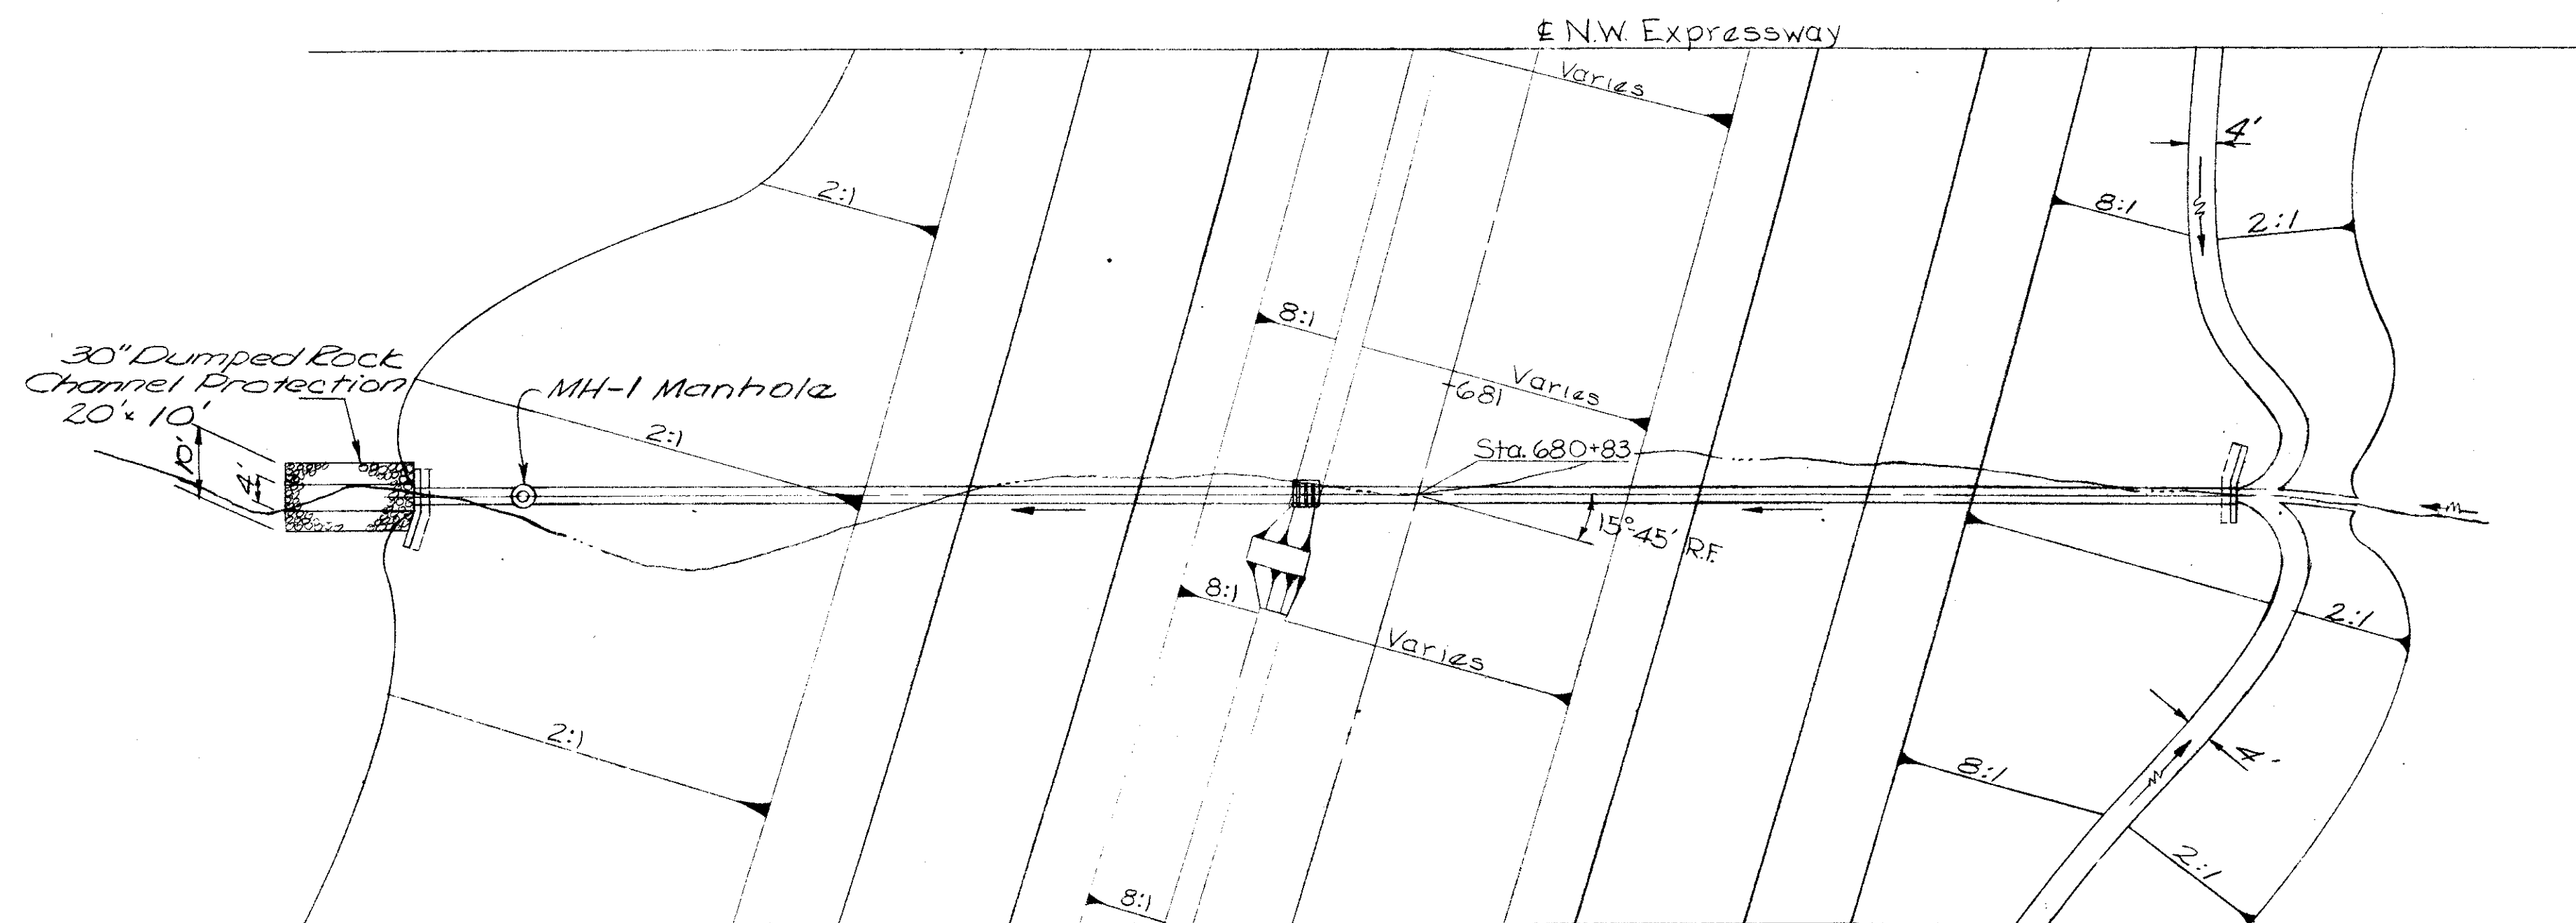 ℄ N.W. Expressway
Varies
4'
2:1
8:1
2:1
8:1
30" Dumped Rock
Channel Protection
20' x 10'
MH-1 Manhole
Varies
681
10'
4'
2:1
Sta. 680+83
15°-45' R.F.
8:1
2:1
Varies
2:1
8:1
4'
2:1
8:1